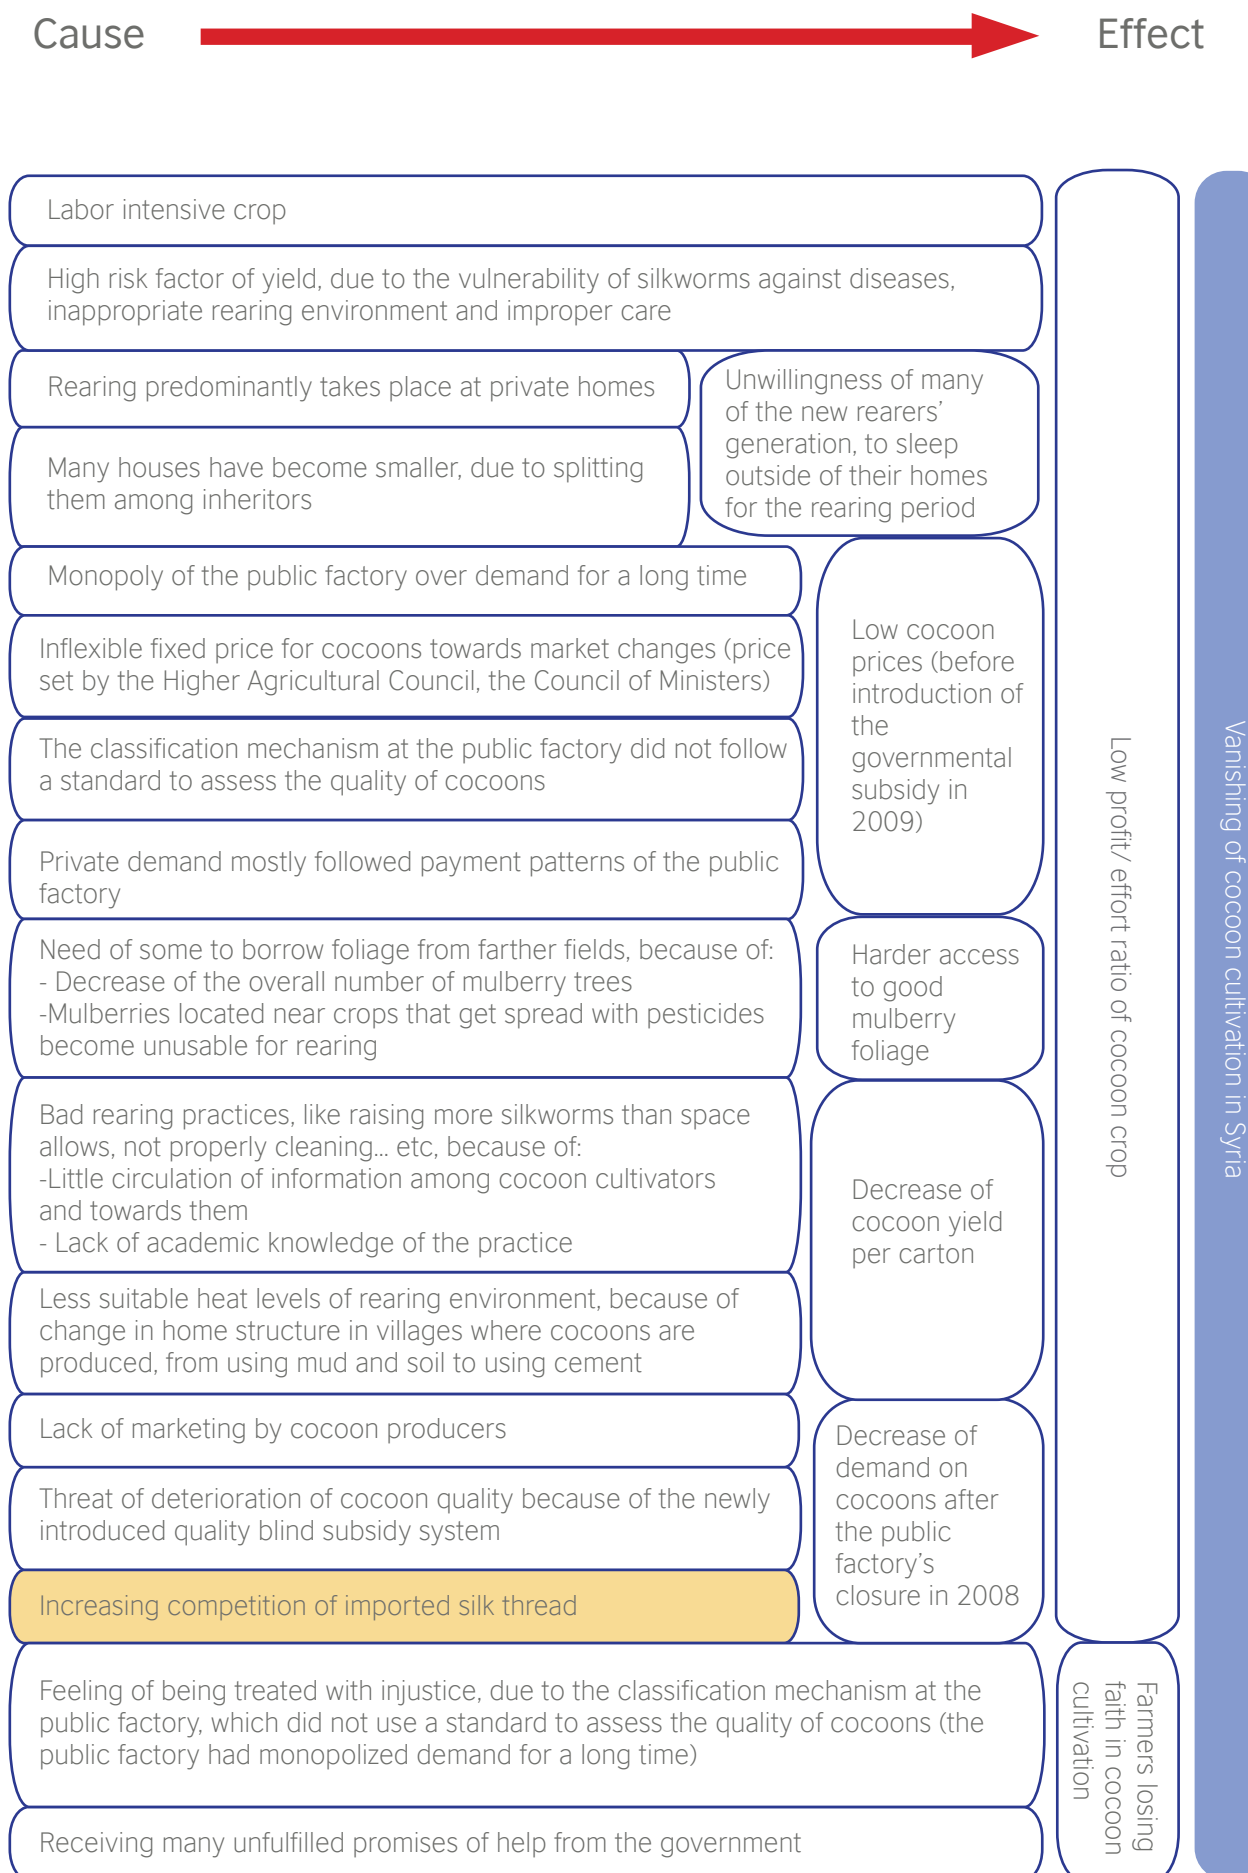 Cause
Effect
Labor intensive crop
High risk factor of yield, due to the vulnerability of silkworms against diseases,
inappropriate rearing environment and improper care
Rearing predominantly takes place at private homes
Many houses have become smaller, due to splitting
them among inheritors
Unwillingness of many
of the new rearers’
generation, to sleep
outside of their homes
for the rearing period
Monopoly of the public factory over demand for a long time
Inflexible fixed price for cocoons towards market changes (price
set by the Higher Agricultural Council, the Council of Ministers)
The classification mechanism at the public factory did not follow
a standard to assess the quality of cocoons
Private demand mostly followed payment patterns of the public
factory
Low cocoon
prices (before
introduction of
the
governmental
subsidy in
2009)
Need of some to borrow foliage from farther fields, because of:
- Decrease of the overall number of mulberry trees
-Mulberries located near crops that get spread with pesticides
become unusable for rearing
Harder access
to good
mulberry
foliage
Bad rearing practices, like raising more silkworms than space
allows, not properly cleaning... etc, because of:
-Little circulation of information among cocoon cultivators
and towards them
- Lack of academic knowledge of the practice
Less suitable heat levels of rearing environment, because of
change in home structure in villages where cocoons are
produced, from using mud and soil to using cement
Decrease of
cocoon yield
per carton
Lack of marketing by cocoon producers
Threat of deterioration of cocoon quality because of the newly
introduced quality blind subsidy system
Increasing competition of imported silk thread
Decrease of
demand on
cocoons after
the public
factory’s
closure in 2008
Low profit/ effort ratio of cocoon crop
Feeling of being treated with injustice, due to the classification mechanism at the
public factory, which did not use a standard to assess the quality of cocoons (the
public factory had monopolized demand for a long time)
Receiving many unfulfilled promises of help from the government
Farmers losing
faith in cocoon
cultivation
Vanishing of cocoon cultivation in Syria